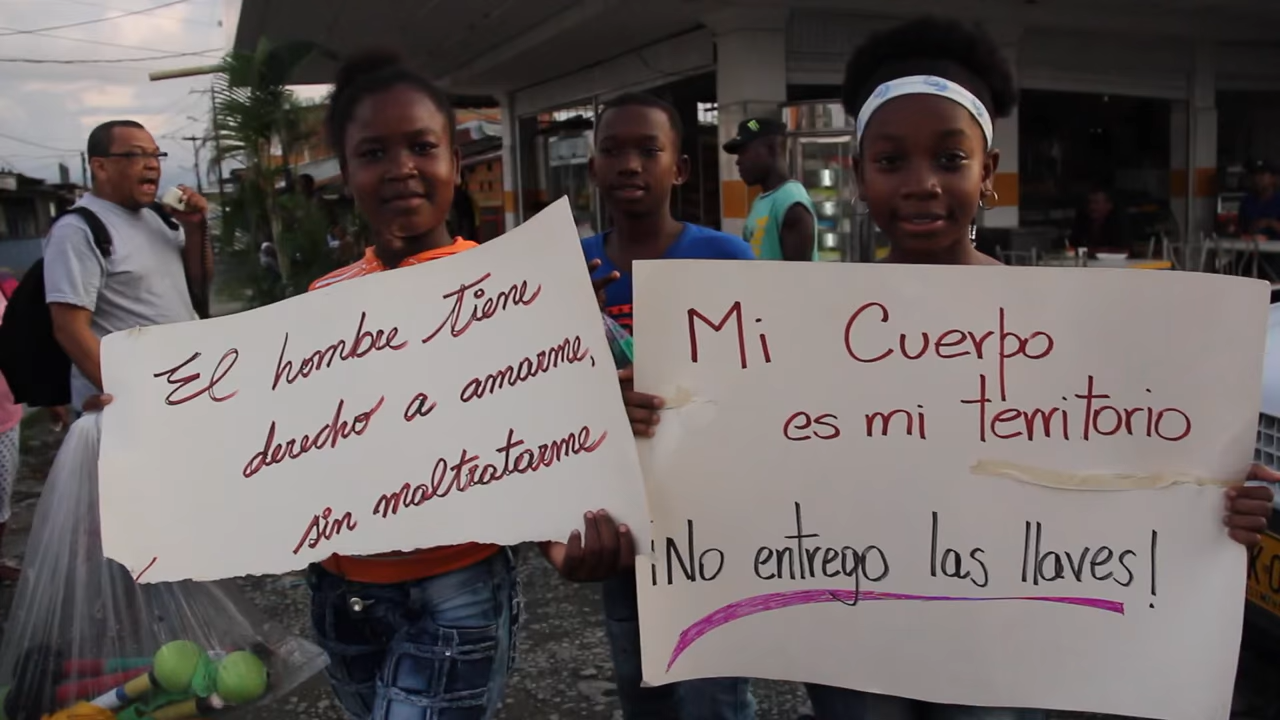 El hombre tiene
derecho a amarme,
sin maltratarme
Mi Cuerpo
es mi territorio
¡No entrego las llaves!